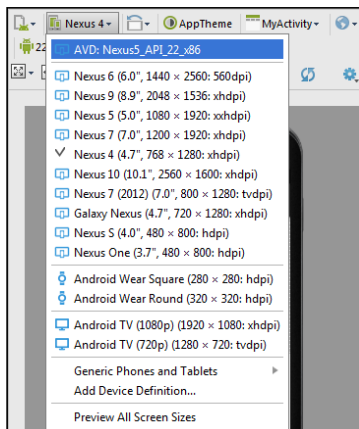 Nexus 4 AppTheme MyActivity
22
AVD: Nexus5_API_22_x86
Nexus 6 (6.0", 1440 × 2560: 560dpi)
Nexus 9 (8.9", 2048 × 1536: xhdpi)
Nexus 5 (5.0", 1080 × 1920: xxhdpi)
Nexus 7 (7.0", 1200 × 1920: xhdpi)
Nexus 4 (4.7", 768 × 1280: xhdpi)
Nexus 10 (10.1", 2560 × 1600: xhdpi)
Nexus 7 (2012) (7.0", 800 × 1280: tvdpi)
Galaxy Nexus (4.7", 720 × 1280: xhdpi)
Nexus S (4.0", 480 × 800: hdpi)
Nexus One (3.7", 480 × 800: hdpi)
Android Wear Square (280 × 280: hdpi)
Android Wear Round (320 × 320: hdpi)
Android TV (1080p) (1920 × 1080: xhdpi)
Android TV (720p) (1280 × 720: tvdpi)
Generic Phones and Tablets
Add Device Definition...
Preview All Screen Sizes